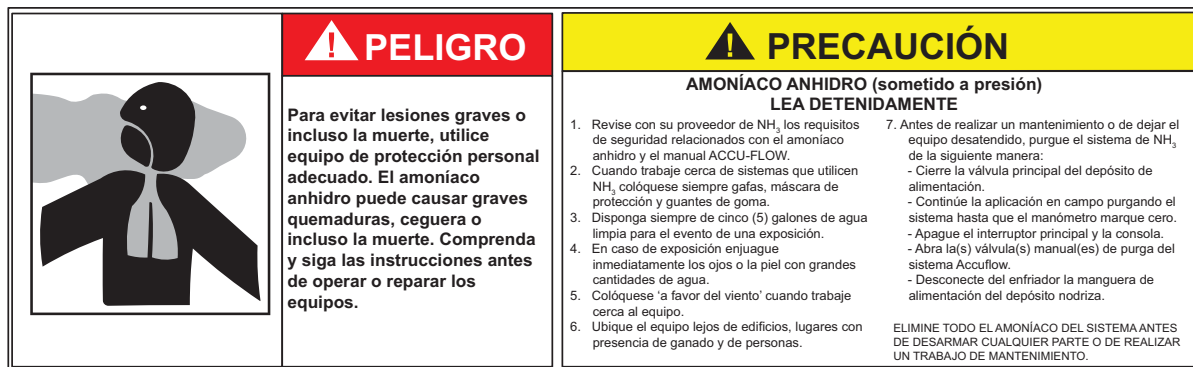 PELIGRO
Para evitar lesiones graves o
incluso la muerte, utilice
equipo de protección personal
adecuado. El amoníaco
anhidro puede causar graves
quemaduras, ceguera o
incluso la muerte. Comprenda
y siga las instrucciones antes
de operar o reparar los
equipos.
PRECAUCIÓN
AMONÍACO ANHIDRO (sometido a presión)
LEA DETENIDAMENTE
1. Revise con su proveedor de NH₃ los requisitos
de seguridad relacionados con el amoníaco
anhidro y el manual ACCU-FLOW.
2. Cuando trabaje cerca de sistemas que utilicen
NH₃ colóquese siempre gafas, máscara de
protección y guantes de goma.
3. Disponga siempre de cinco (5) galones de agua
limpia para el evento de una exposición.
4. En caso de exposición enjuague
inmediatamente los ojos o la piel con grandes
cantidades de agua.
5. Colóquese ‘a favor del viento’ cuando trabaje
cerca al equipo.
6. Ubique el equipo lejos de edificios, lugares con
presencia de ganado y de personas.
7. Antes de realizar un mantenimiento o de dejar el
equipo desatendido, purgue el sistema de NH₃
de la siguiente manera:
- Cierre la válvula principal del depósito de
alimentación.
- Continúe la aplicación en campo purgando el
sistema hasta que el manómetro marque cero.
- Apague el interruptor principal y la consola.
- Abra la(s) válvula(s) manual(es) de purga del
sistema Accuflow.
- Desconecte del enfriador la manguera de
alimentación del depósito nodriza.
ELIMINE TODO EL AMONÍACO DEL SISTEMA ANTES
DE DESARMAR CUALQUIER PARTE O DE REALIZAR
UN TRABAJO DE MANTENIMIENTO.